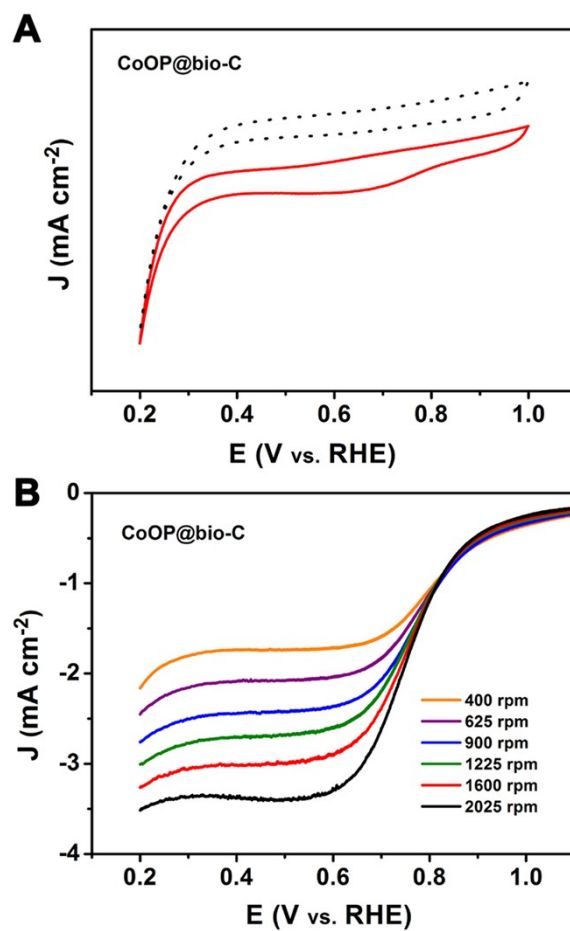 A
CoOP@bio-C
J (mA cm-2)
0.2 0.4 0.6 0.8 1.0
E (V vs. RHE)
B
0
CoOP@bio-C
-1
-2
-3
-4
J (mA cm-2)
400 rpm
625 rpm
900 rpm
1225 rpm
1600 rpm
2025 rpm
0.2 0.4 0.6 0.8 1.0
E (V vs. RHE)